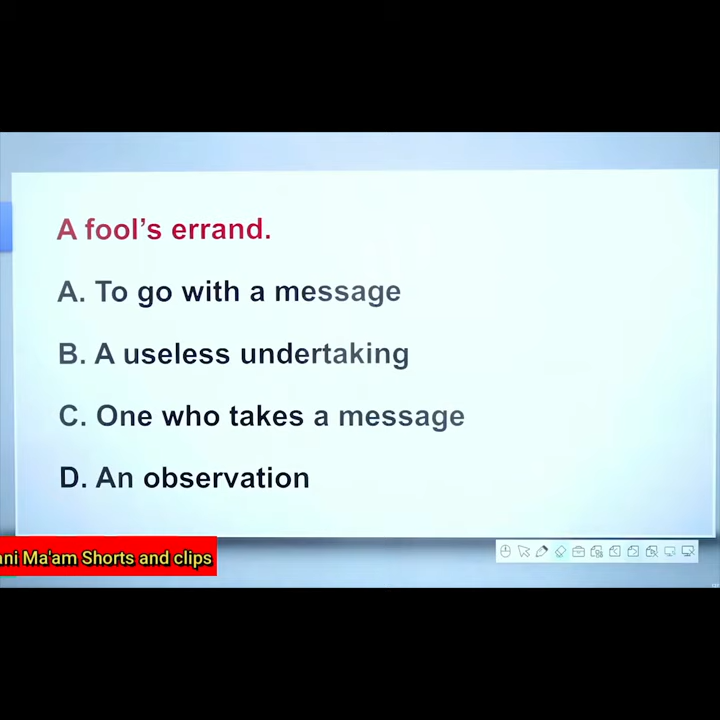 A fool’s errand.
A. To go with a message
B. A useless undertaking
C. One who takes a message
D. An observation
Ma'am Shorts and clips